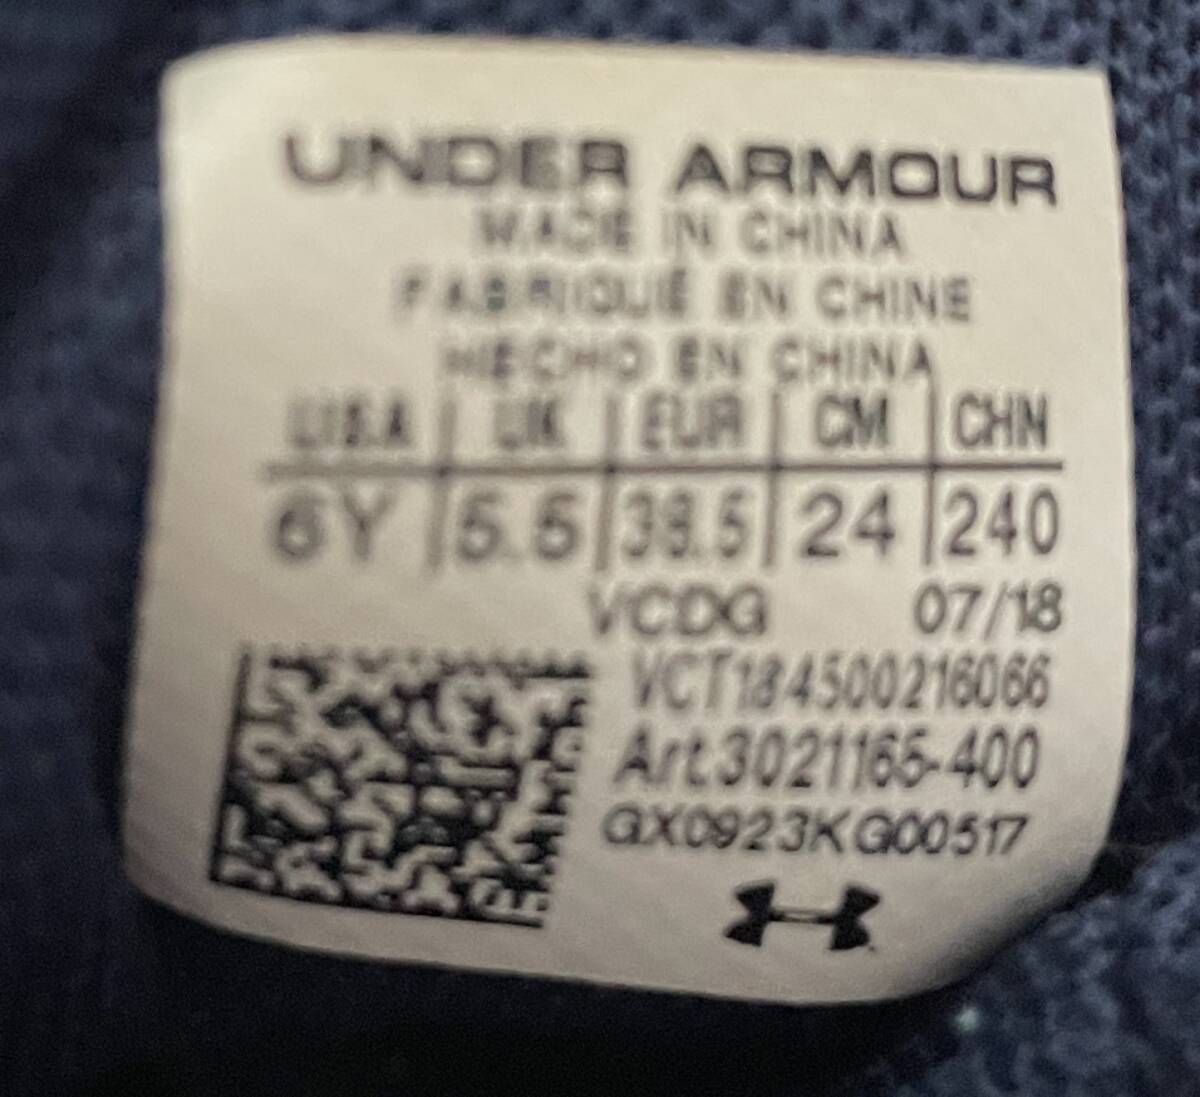 UNDER ARMOUR
MADE IN CHINA
FABRIQUÉ EN CHINE
HECHO EN CHINA
USA | UK | EUR | CM | CHN
6Y | 5.5 | 38.5 | 24 | 240
VCDG 07/18
VCT184500216066
Art.3021165-400
GX0923KG00517